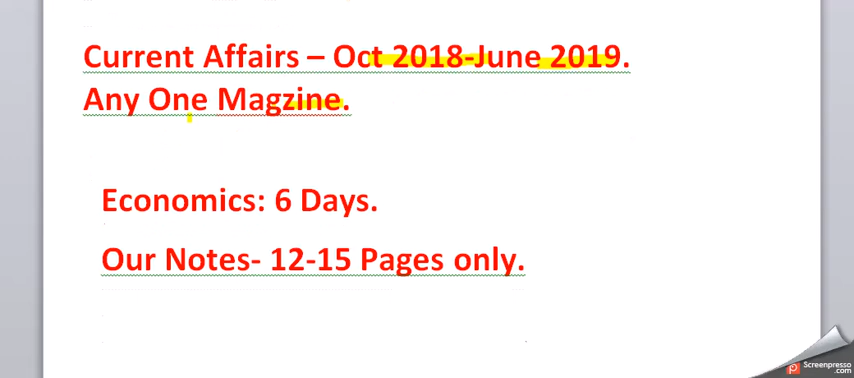 Current Affairs – Oct 2018-June 2019.
Any One Magzine.
Economics: 6 Days.
Our Notes- 12-15 Pages only.
Screenpresso
.com